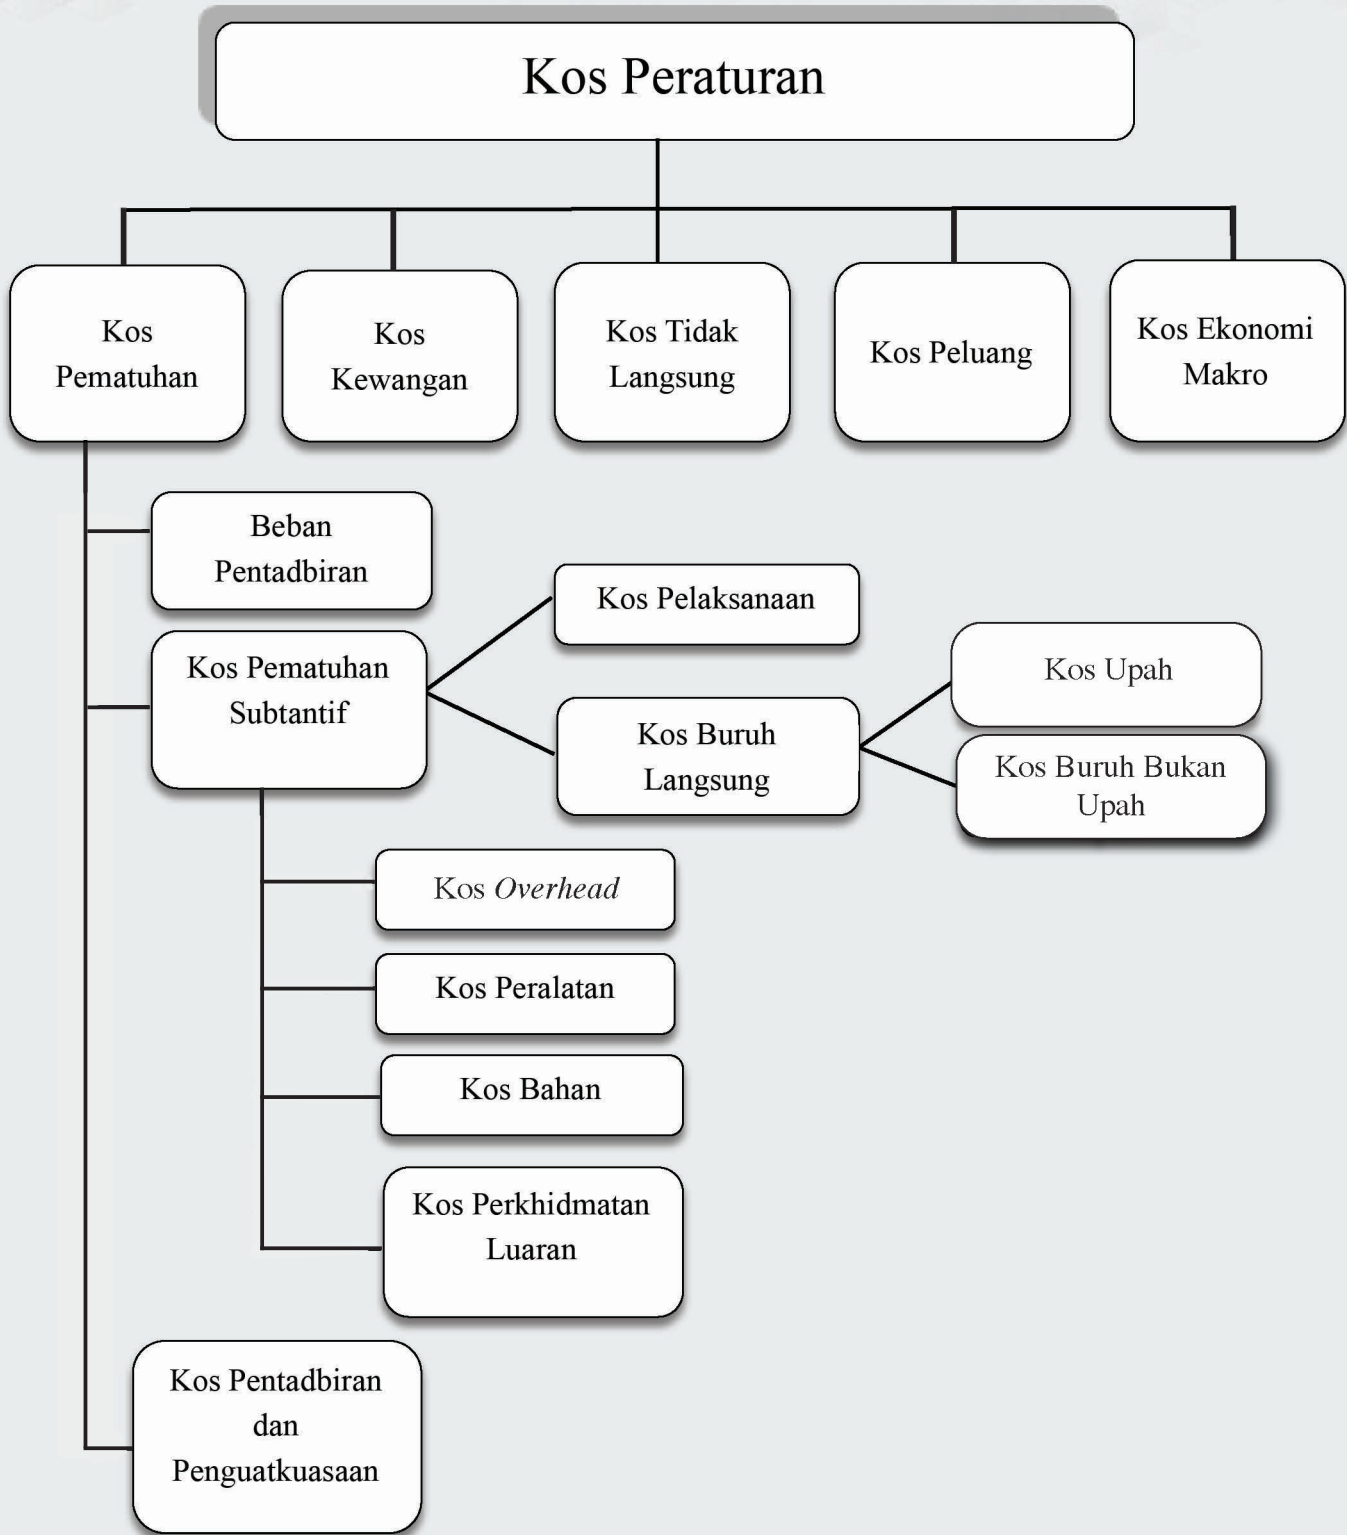 Kos Peraturan
Kos
Pematuhan
Kos
Kewangan
Kos Tidak
Langsung
Kos Peluang
Kos Ekonomi
Makro
Beban
Pentadbiran
Kos Pematuhan
Subtantif
Kos Pelaksanaan
Kos Buruh
Langsung
Kos Upah
Kos Buruh Bukan
Upah
Kos Overhead
Kos Peralatan
Kos Bahan
Kos Perkhidmatan
Luaran
Kos Pentadbiran
dan
Penguatkuasaan